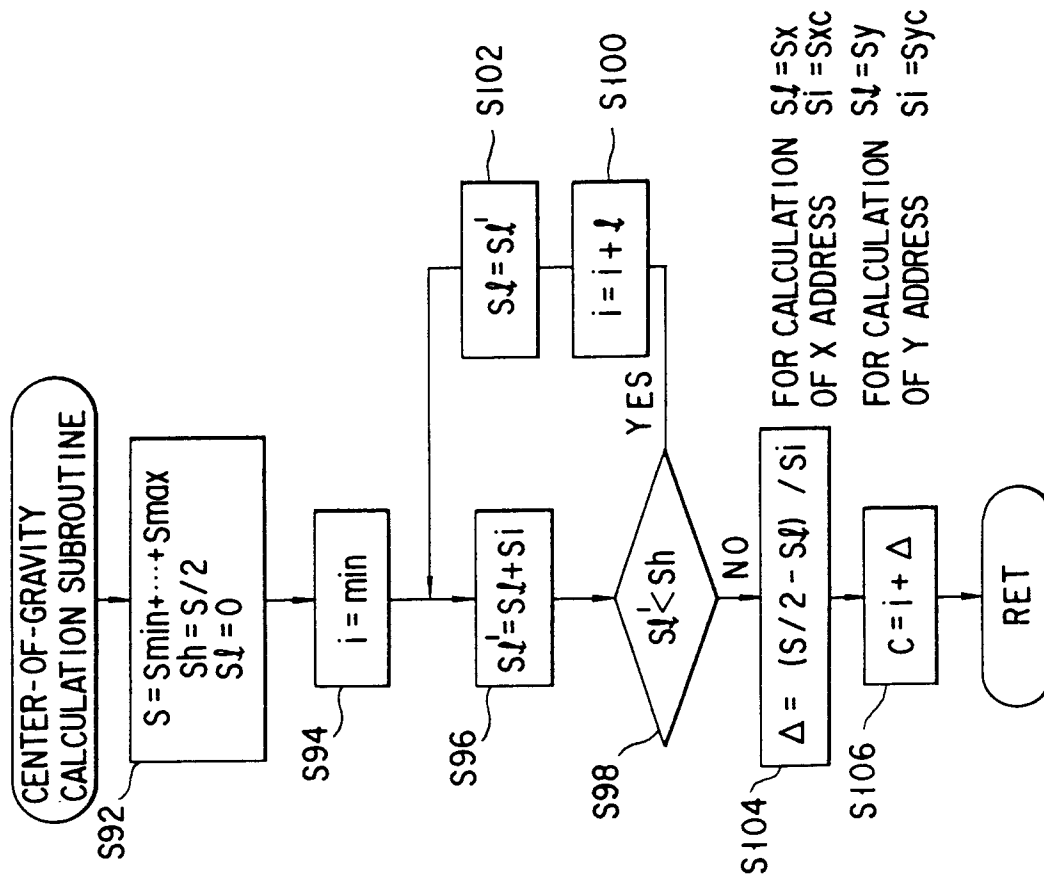 CENTER-OF-GRAVITY
CALCULATION SUBROUTINE
S92
S=Smin+·····+Smax
Sh=S/2
Sℓ=0
S94
i=min
S96
Sℓ'=Sℓ+Si
S98
Sℓ'<Sh
YES
NO
S100
i=i+ℓ
S102
Sℓ=Sℓ'
S104
Δ= (S/2-Sℓ) /Si
S106
C=i+Δ
RET
FOR CALCULATION Sℓ=Sx
OF X ADDRESS Si=Sxc
FOR CALCULATION Sℓ=Sy
OF Y ADDRESS Si=Syc